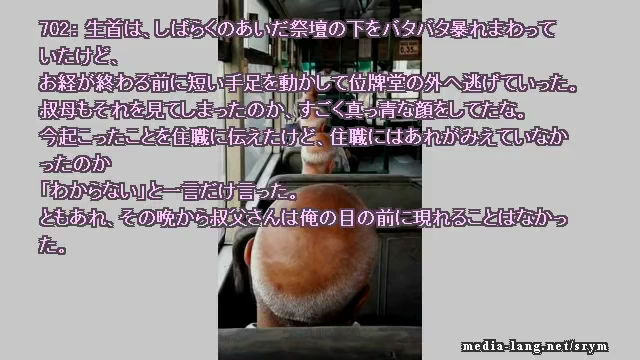 702: 生首は、しばらくのあいだ祭壇の下をバタバタ暴れまわって
いたけど、
お経が終わる前に短い手足を動かして位牌堂の外へ逃げていった。
叔母もそれを見てしまったのか、すごく真っ青な顔をしてたな。
今起こったことを住職に伝えたけど、住職にはあれがみえていなか
ったのか
「わからない」と一言だけ言った。
ともあれ、その晩から叔父さんは俺の目の前に現れることはなかっ
た。
media-lang.net/srym